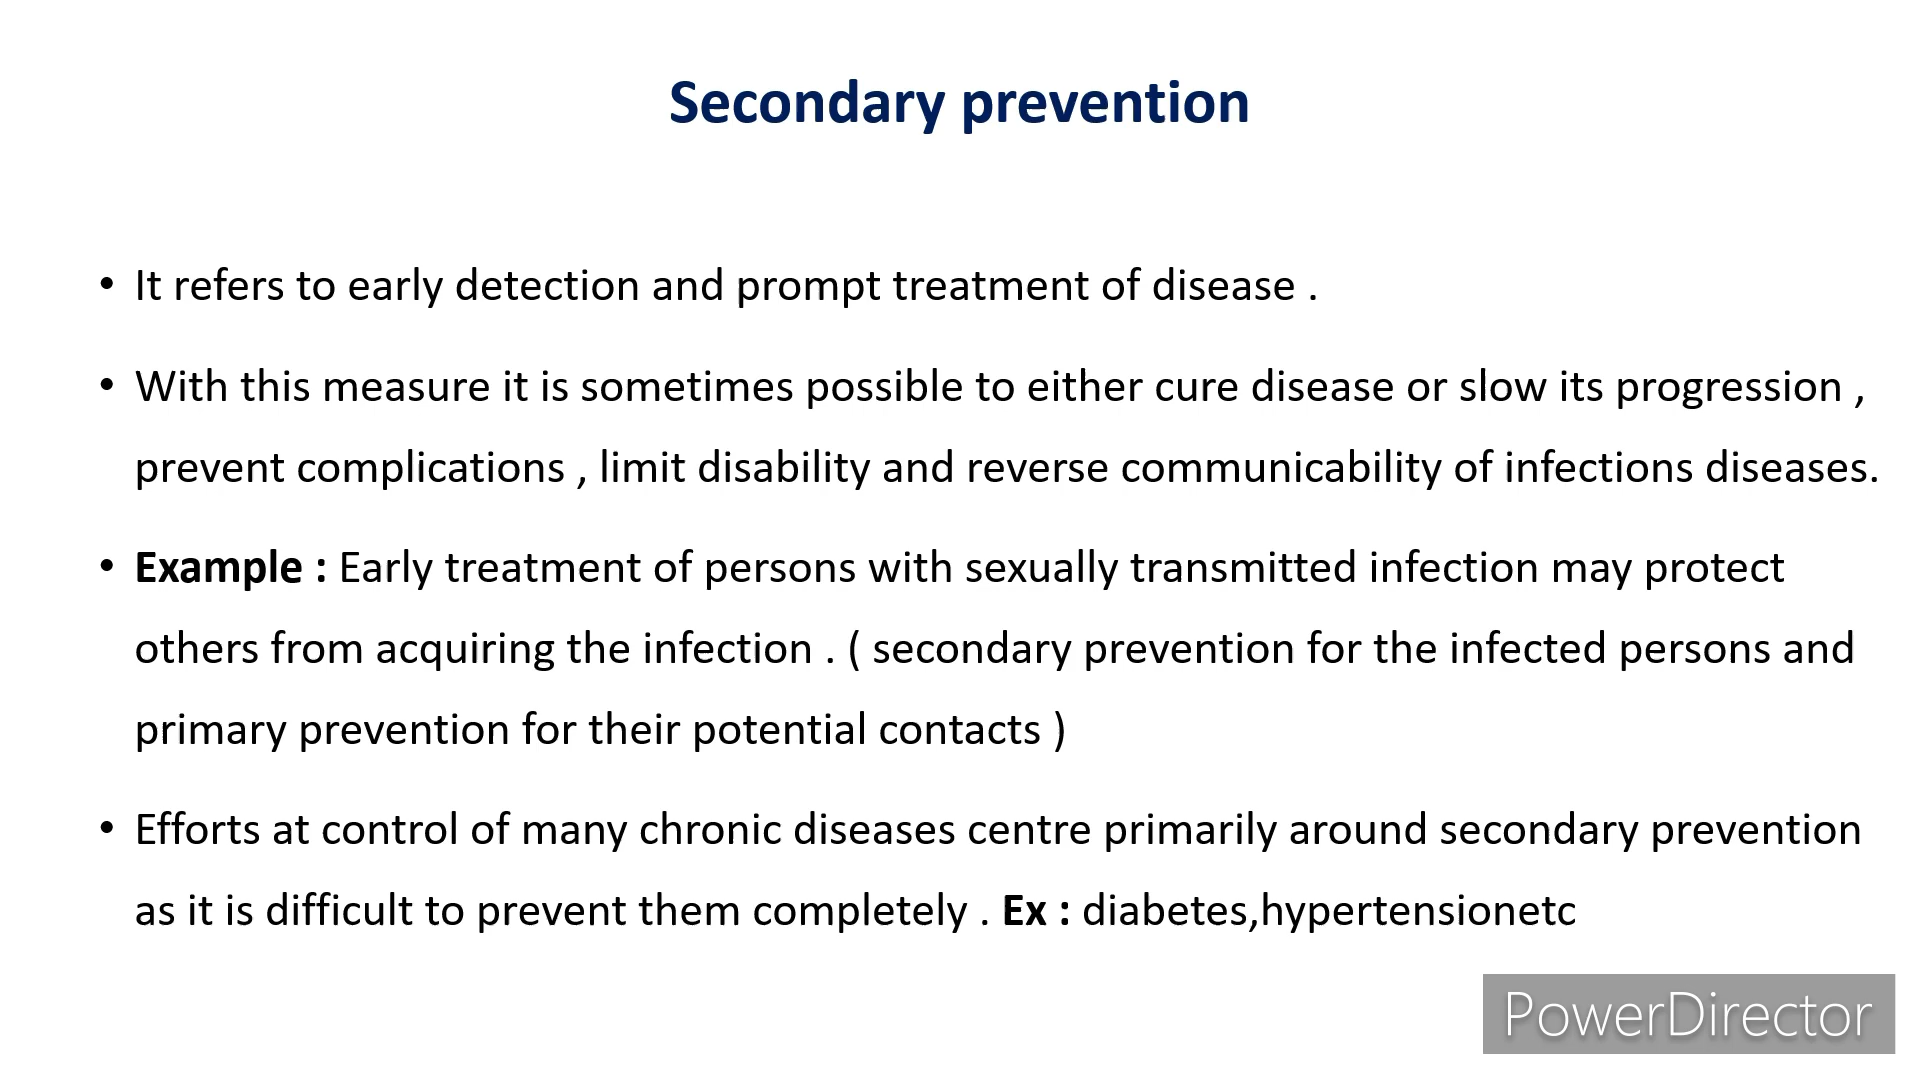 Secondary prevention
• It refers to early detection and prompt treatment of disease .
• With this measure it is sometimes possible to either cure disease or slow its progression ,
prevent complications , limit disability and reverse communicability of infections diseases.
• Example : Early treatment of persons with sexually transmitted infection may protect
others from acquiring the infection . ( secondary prevention for the infected persons and
primary prevention for their potential contacts )
• Efforts at control of many chronic diseases centre primarily around secondary prevention
as it is difficult to prevent them completely . Ex : diabetes,hypertensionetc
PowerDirector